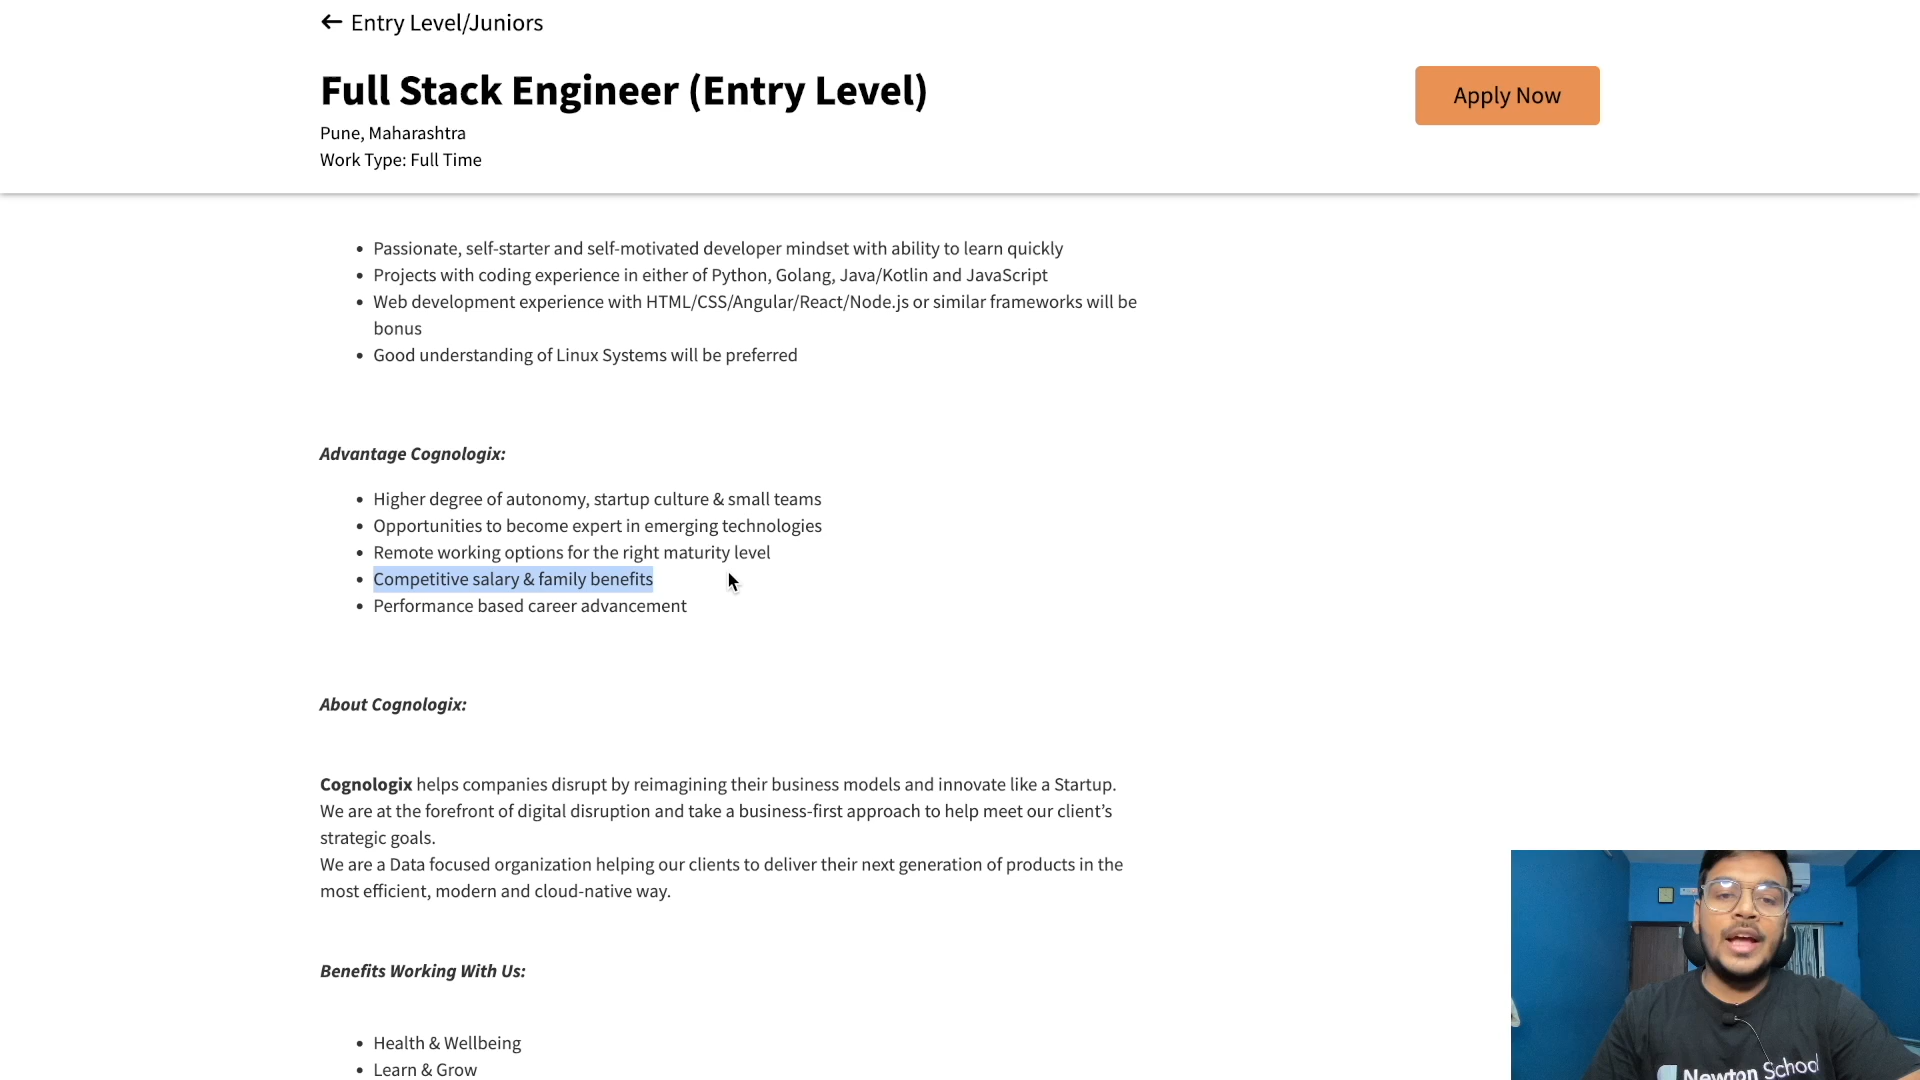 ← Entry Level/Juniors
Full Stack Engineer (Entry Level)
Apply Now
Pune, Maharashtra
Work Type: Full Time
• Passionate, self-starter and self-motivated developer mindset with ability to learn quickly
• Projects with coding experience in either of Python, Golang, Java/Kotlin and JavaScript
• Web development experience with HTML/CSS/Angular/React/Node.js or similar frameworks will be
bonus
• Good understanding of Linux Systems will be preferred
Advantage Cognologix:
• Higher degree of autonomy, startup culture & small teams
• Opportunities to become expert in emerging technologies
• Remote working options for the right maturity level
• Competitive salary & family benefits
• Performance based career advancement
About Cognologix:
Cognologix helps companies disrupt by reimagining their business models and innovate like a Startup.
We are at the forefront of digital disruption and take a business-first approach to help meet our client’s
strategic goals.
We are a Data focused organization helping our clients to deliver their next generation of products in the
most efficient, modern and cloud-native way.
Benefits Working With Us:
• Health & Wellbeing
• Learn & Grow
Newton School